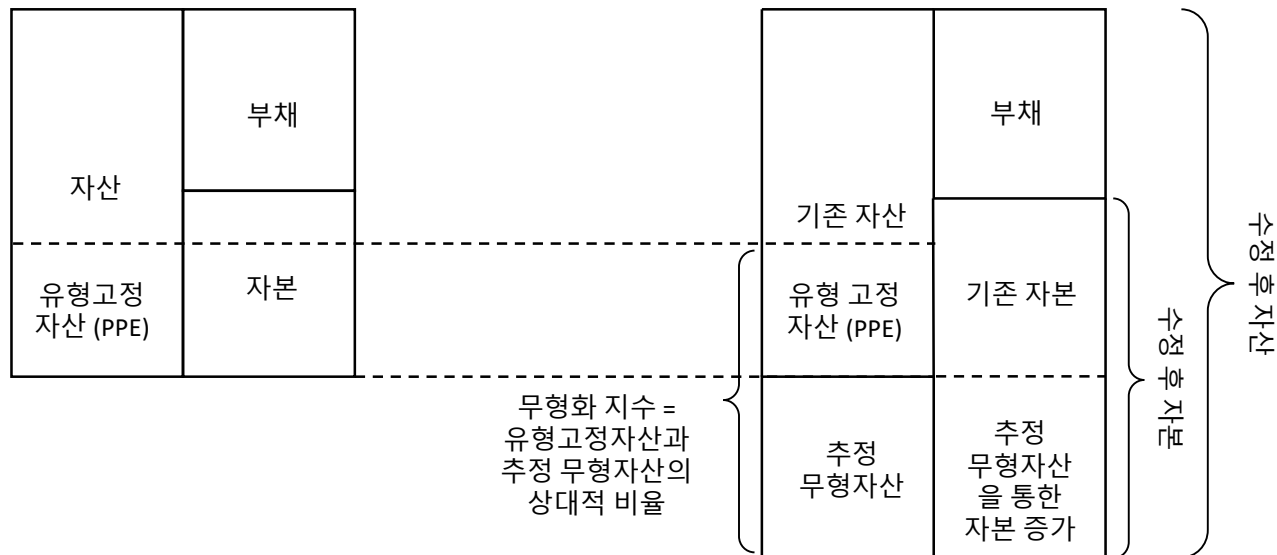 자산
유형고정
자산 (PPE)
부채
자본
무형화 지수 =
유형고정자산과
추정 무형자산의
상대적 비율
기존 자산
유형 고정
자산 (PPE)
추정
무형자산
부채
기존 자본
추정
무형자산
을 통한
자본 증가
수정 후 자본
수정 후 자산